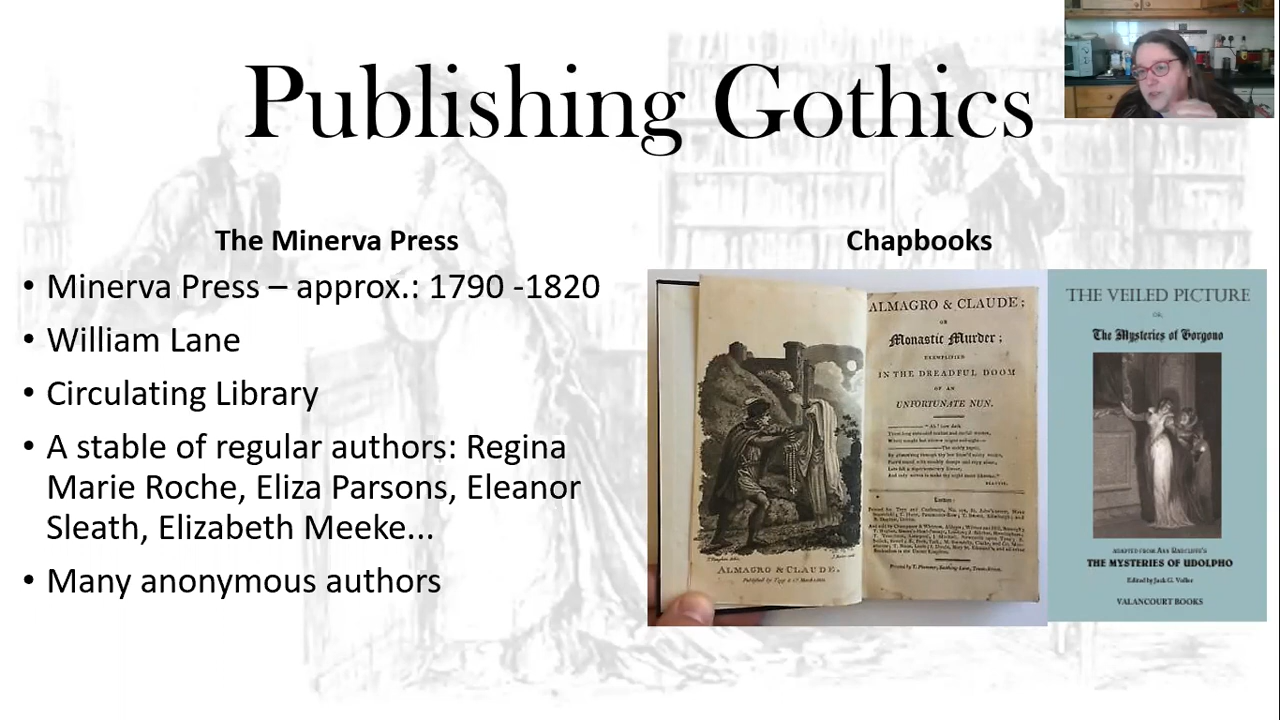 Publishing Gothics
The Minerva Press
• Minerva Press – approx.: 1790 -1820
• William Lane
• Circulating Library
• A stable of regular authors: Regina
Marie Roche, Eliza Parsons, Eleanor
Sleath, Elizabeth Meeke...
• Many anonymous authors
Chapbooks
ALMAGRO & CLAUDE.
ALMAGRO & CLAUDE;
OR
Monastic Murder;
EXEMPLIFIED
IN THE DREADFUL DOOM
OF AN
UNFORTUNATE NUN.
THE VEILED PICTURE
OR,
The Mysteries of Gorgono
ADAPTED FROM ANN RADCLIFFE'S
THE MYSTERIES OF UDOLPHO
Edited by Jack G. Voller
VALANCOURT BOOKS